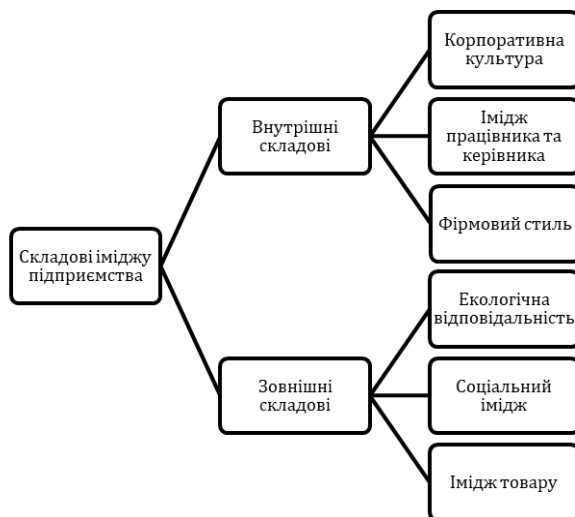 Складові іміджу
підприємства
Внутрішні
складові
Корпоративна
культура
Імідж
працівника та
керівника
Фірмовий стиль
Зовнішні
складові
Екологічна
відповідальність
Соціальний
імідж
Імідж товару